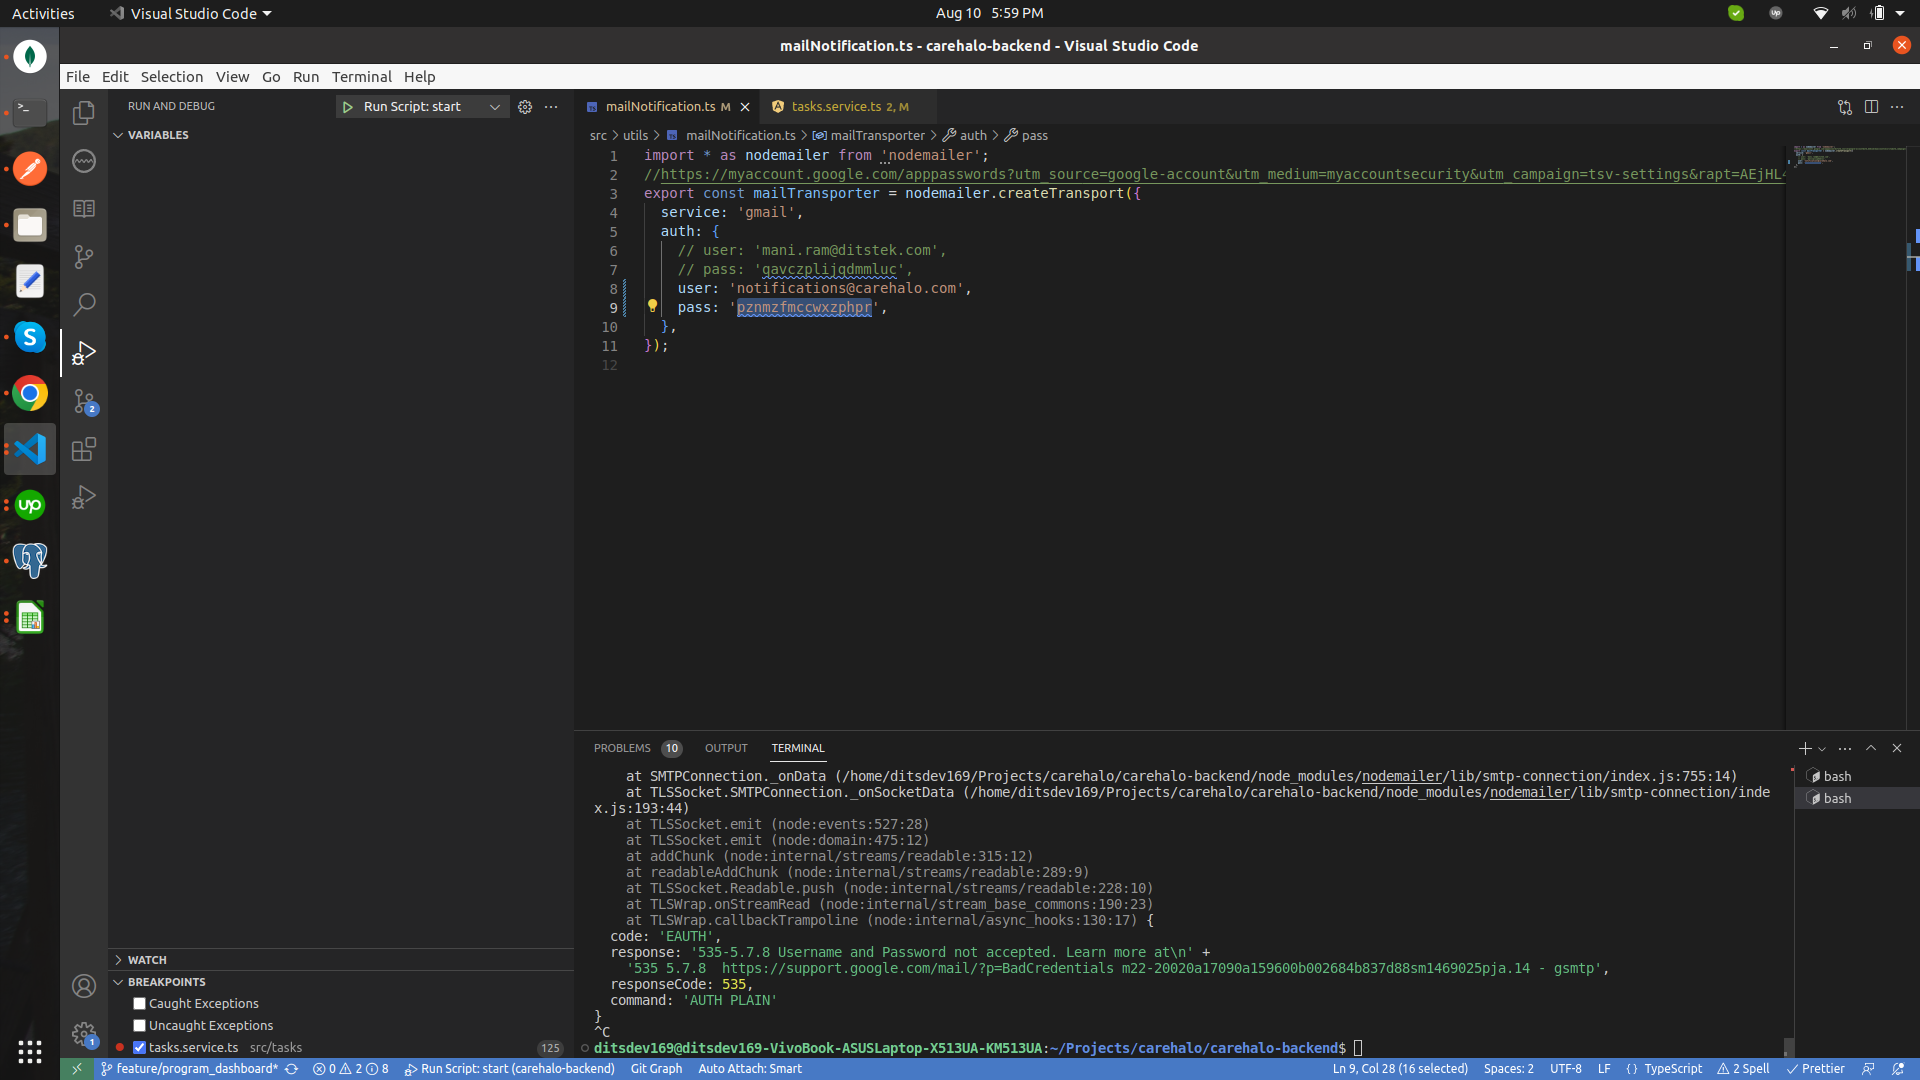 Activities
Visual Studio Code
Aug 10 5:59 PM
mailNotification.ts - carehalo-backend - Visual Studio Code
File Edit Selection View Go Run Terminal Help
RUN AND DEBUG
Run Script: start
VARIABLES
mailNotification.ts M
tasks.service.ts 2, M
src > utils > mailNotification.ts > mailTransporter > auth > pass
1 import * as nodemailer from 'nodemailer';
2 //https://myaccount.google.com/apppasswords?utm_source=google-account&utm_medium=myaccountsecurity&utm_campaign=tsv-settings&rapt=AEjHL4
3 export const mailTransporter = nodemailer.createTransport({
4 service: 'gmail',
5 auth: {
6 // user: 'mani.ram@ditstek.com',
7 // pass: 'qavczplijqdmmluc',
8 user: 'notifications@carehalo.com',
9 pass: 'pznmzfmccwxzphpr',
10 },
11 });
12
PROBLEMS 10 OUTPUT TERMINAL
at SMTPConnection._onData (/home/ditsdev169/Projects/carehalo/carehalo-backend/node_modules/nodemailer/lib/smtp-connection/index.js:755:14)
at TLSSocket.SMTPConnection._onSocketData (/home/ditsdev169/Projects/carehalo/carehalo-backend/node_modules/nodemailer/lib/smtp-connection/inde
x.js:193:44)
at TLSSocket.emit (node:events:527:28)
at TLSSocket.emit (node:domain:475:12)
at addChunk (node:internal/streams/readable:315:12)
at readableAddChunk (node:internal/streams/readable:289:9)
at TLSSocket.Readable.push (node:internal/streams/readable:228:10)
at TLSWrap.onStreamRead (node:internal/stream_base_commons:190:23)
at TLSWrap.callbackTrampoline (node:internal/async_hooks:130:17) {
code: 'EAUTH',
response: '535-5.7.8 Username and Password not accepted. Learn more at\n' +
'535 5.7.8  https://support.google.com/mail/?p=BadCredentials m22-20020a17090a159600b002684b837d88sm1469025pja.14 - gsmtp',
responseCode: 535,
command: 'AUTH PLAIN'
}
^C
ditsdev169@ditsdev169-VivoBook-ASUSLaptop-X513UA-KM513UA:~/Projects/carehalo/carehalo-backend$
bash
bash
WATCH
BREAKPOINTS
Caught Exceptions
Uncaught Exceptions
tasks.service.ts src/tasks 125
2
1
up
feature/program_dashboard* 0 2 8 Run Script: start (carehalo-backend) Git Graph Auto Attach: Smart
Ln 9, Col 28 (16 selected) Spaces: 2 UTF-8 LF {} TypeScript 2 Spell Prettier